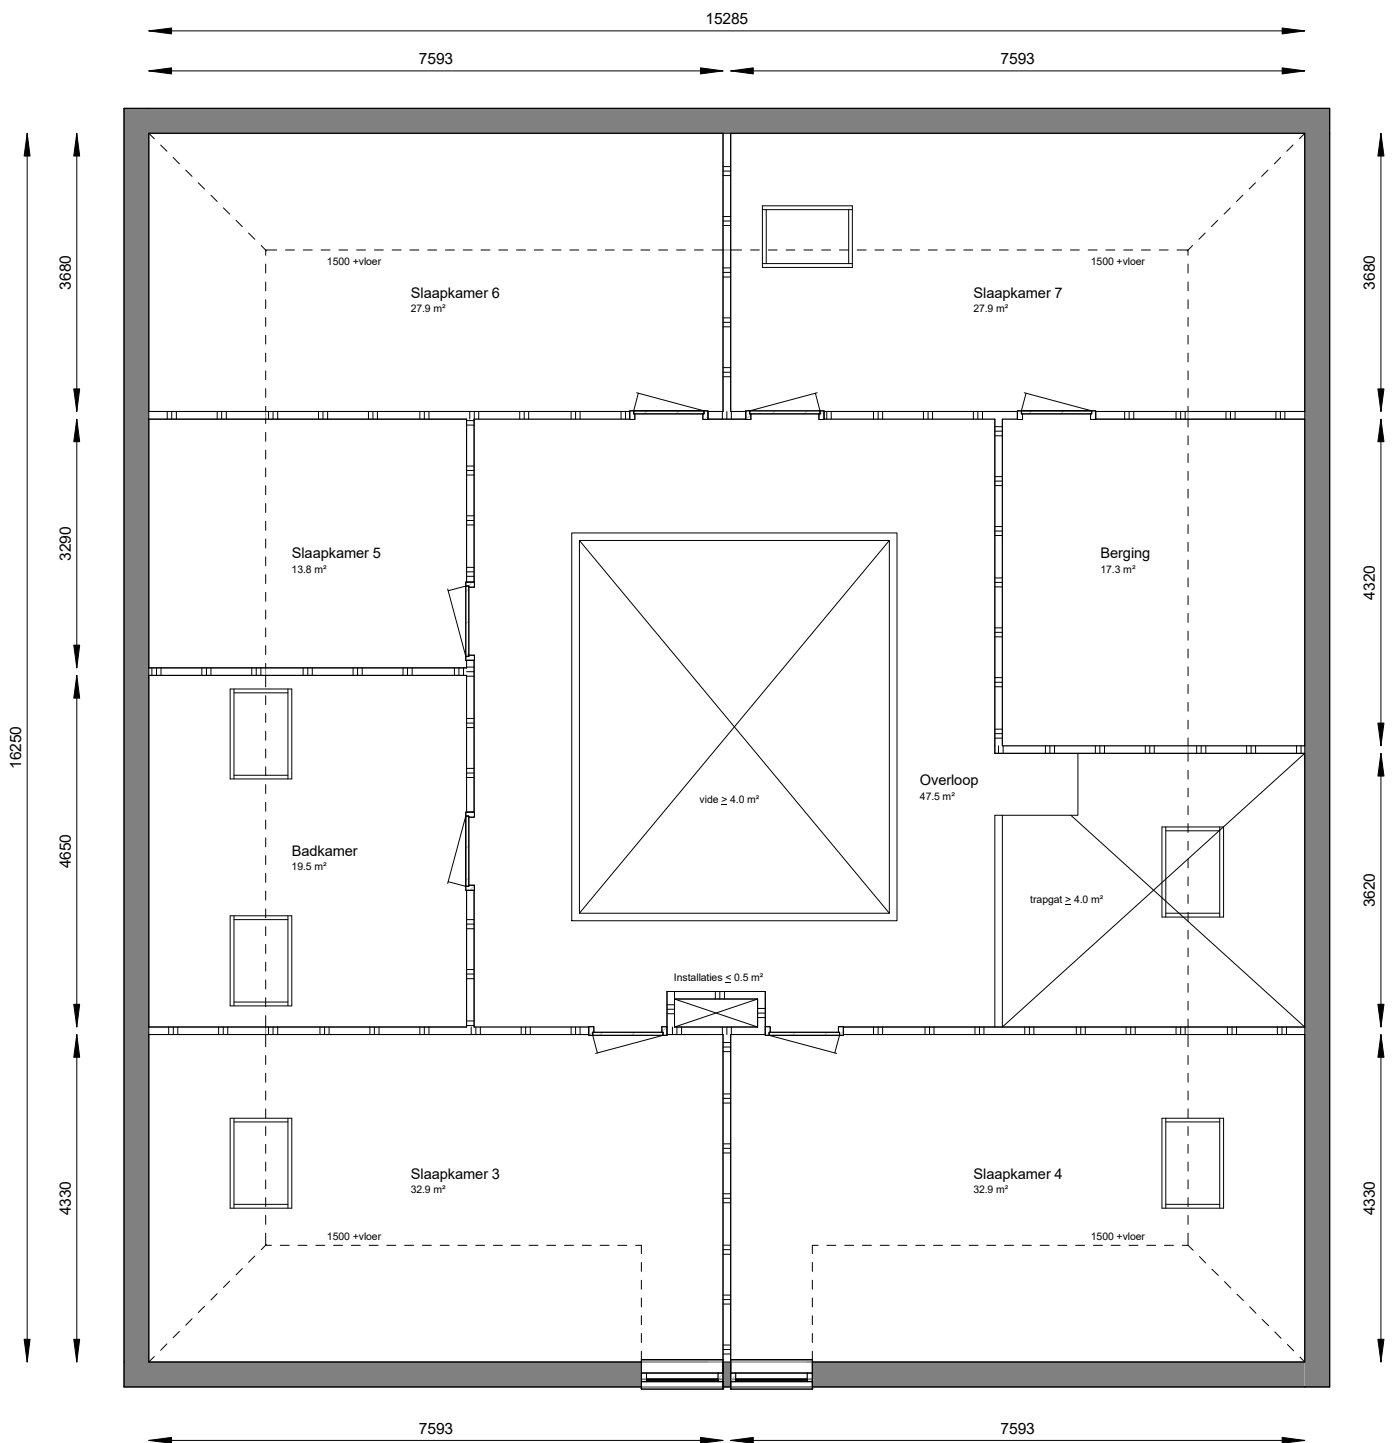 15285
7593
7593
3680
3680
1500 +vloer
1500 +vloer
Slaapkamer 6
27.9 m²
Slaapkamer 7
27.9 m²
3290
Slaapkamer 5
13.8 m²
Berging
17.3 m²
4320
16250
vide ≥ 4.0 m²
Overloop
47.5 m²
4650
Badkamer
19.5 m²
trapgat ≥ 4.0 m²
3620
Installaties ≤ 0.5 m²
4330
Slaapkamer 3
32.9 m²
Slaapkamer 4
32.9 m²
4330
1500 +vloer
1500 +vloer
7593
7593